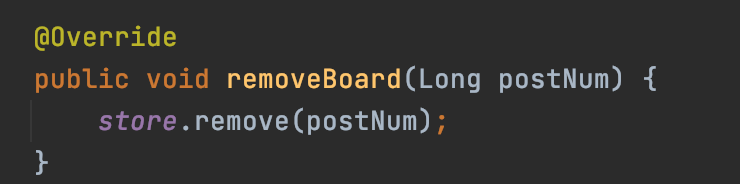 @Override
public void removeBoard(Long postNum) {
    store.remove(postNum);
}